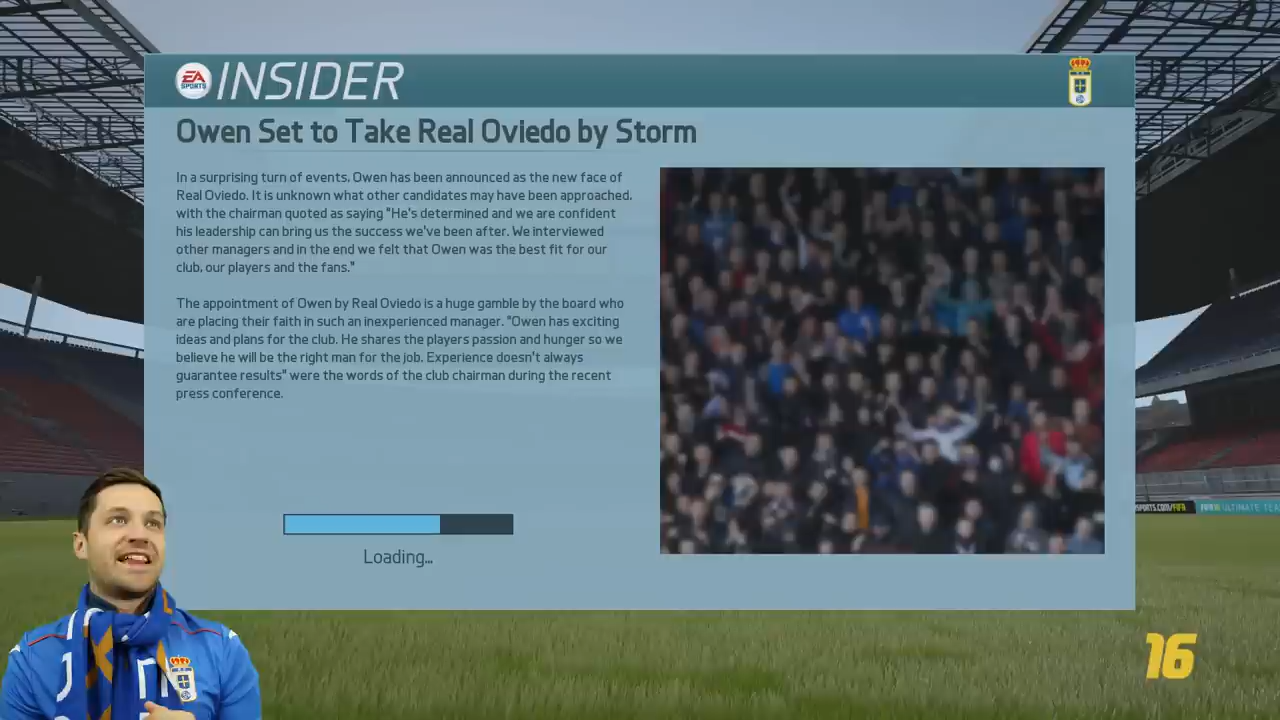 EA SPORTS INSIDER
Owen Set to Take Real Oviedo by Storm
In a surprising turn of events, Owen has been announced as the new face of
Real Oviedo. It is unknown what other candidates may have been approached,
with the chairman quoted as saying "He's determined and we are confident
his leadership can bring us the success we've been after. We interviewed
other managers and in the end we felt that Owen was the best fit for our
club, our players and the fans."
The appointment of Owen by Real Oviedo is a huge gamble by the board who
are placing their faith in such an inexperienced manager. "Owen has exciting
ideas and plans for the club. He shares the players passion and hunger so we
believe he will be the right man for the job. Experience doesn't always
guarantee results" were the words of the club chairman during the recent
press conference.
Loading...
SPORTS.COM/FIFA
ULTIMATE TEA
16